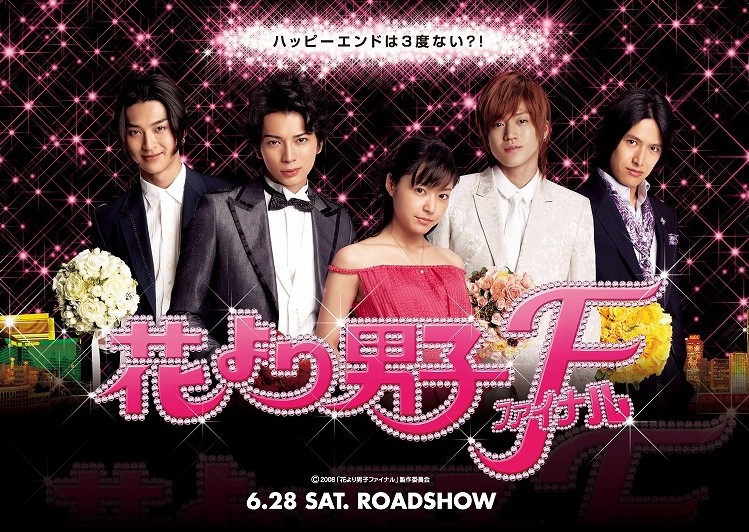 ハッピーエンドは3度ない?!
花より男子F
ファイナル
©2008「花より男子ファイナル」製作委員会
6.28 SAT. ROADSHOW